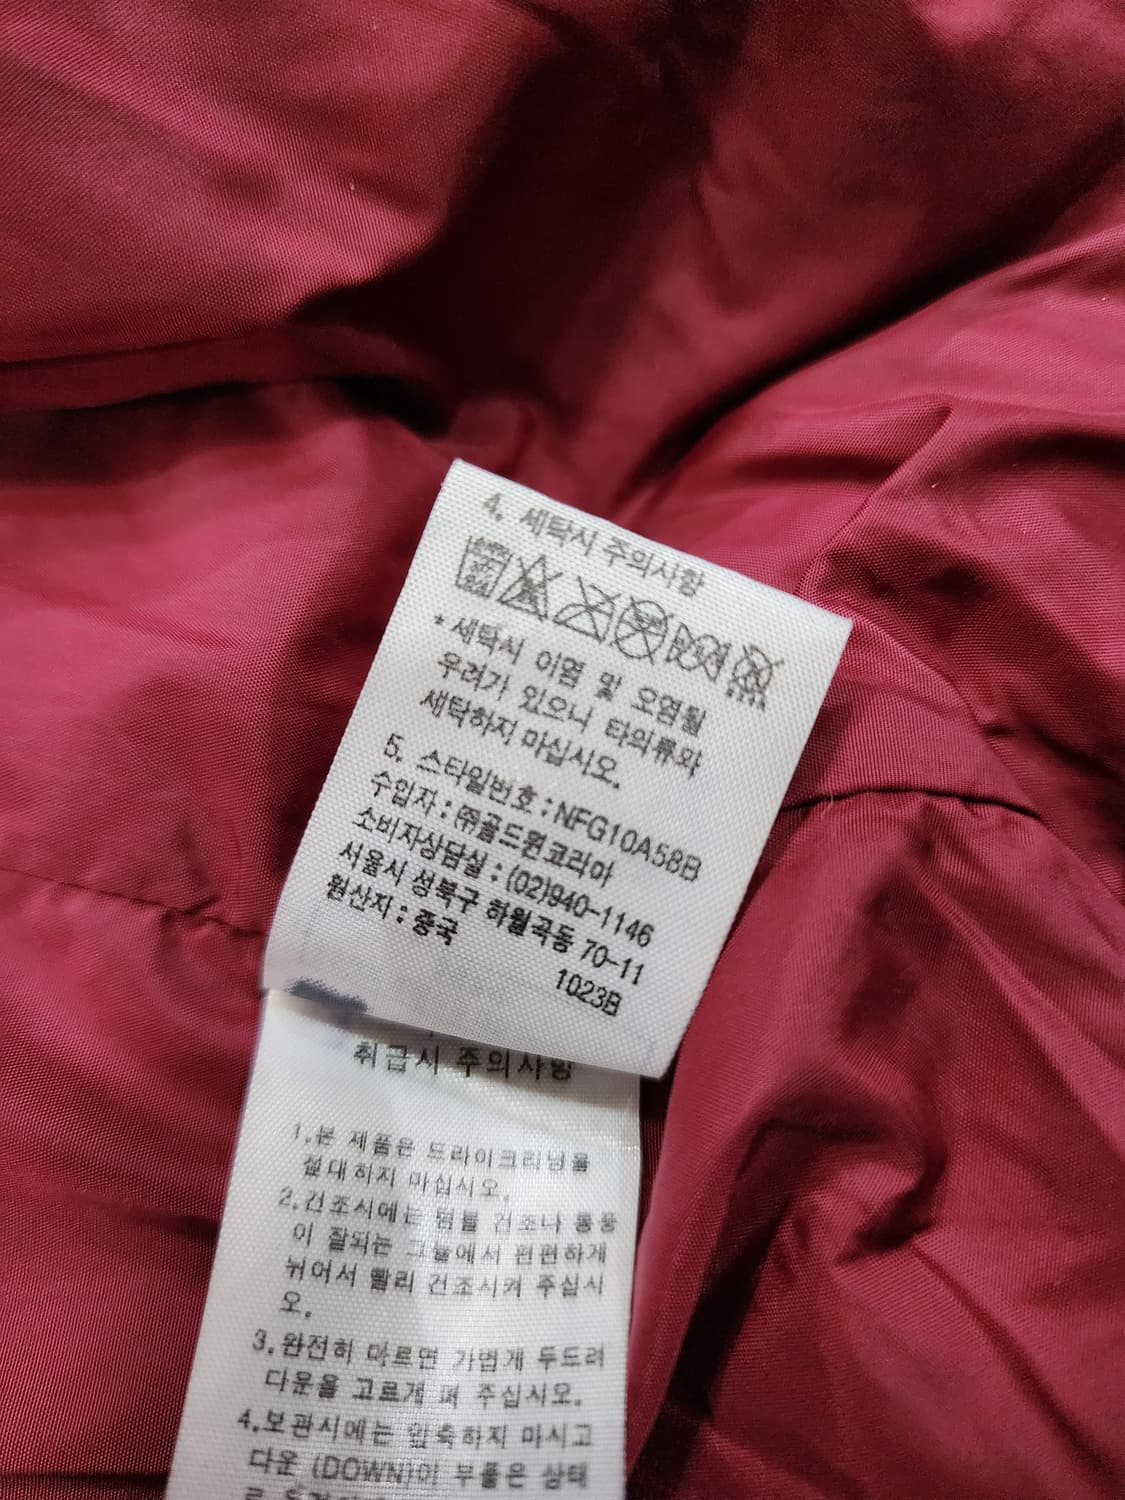 4. 세탁시 주의사항
* 세탁시 이염 및 오염될
우려가 있으니 타의류와
세탁하지 마십시오.
5. 스타일번호 : NFG10A58B
수입자 : ㈜골드원코리아
소비자상담실 : (02)940-1146
서울시 성북구 하월곡동 70-11
원산지 : 중국
1023B
취급시 주의사항
1.본 제품은 드라이크리닝을
절대하지 마십시오.
2.건조시에는 텀블 건조나 통풍
이 잘되는 그늘에서 편편하게
뉘어서 빨리 건조시켜 주십시
오.
3.완전히 마르면 가볍게 두드려
다운을 고르게 펴 주십시오.
4.보관시에는 압축하지 마시고
다운 (DOWN)이 부풀은 상태